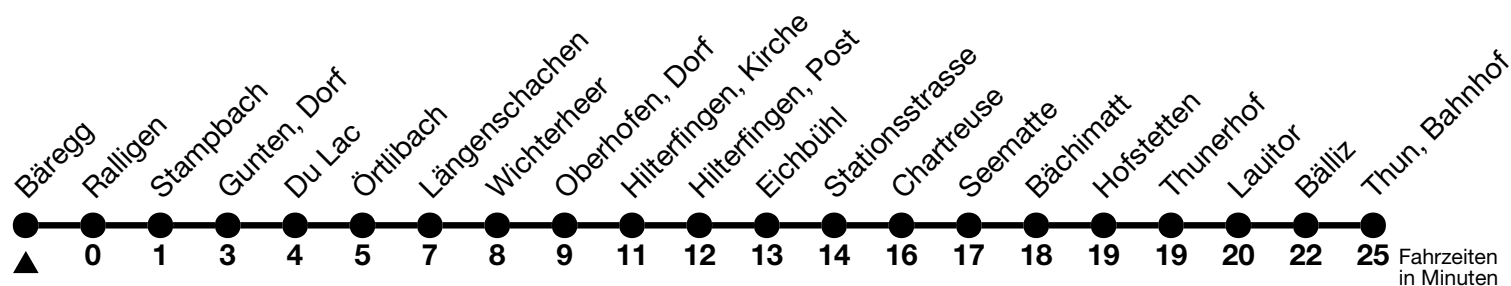 Bäregg
Ralligen
Stampbach
Gunten, Dorf
Du Lac
Örtlibach
Längenschachen
Wichterheer
Oberhofen, Dorf
Hilterfingen, Kirche
Hilterfingen, Post
Eichbühl
Stationsstrasse
Chartreuse
Seematte
Bächimatt
Hofstetten
Thunerhof
Lauitor
Bälliz
Thun, Bahnhof
0 1 3 4 5 7 8 9 11 12 13 14 16 17 18 19 19 20 22 25 Fahrzeiten
in Minuten